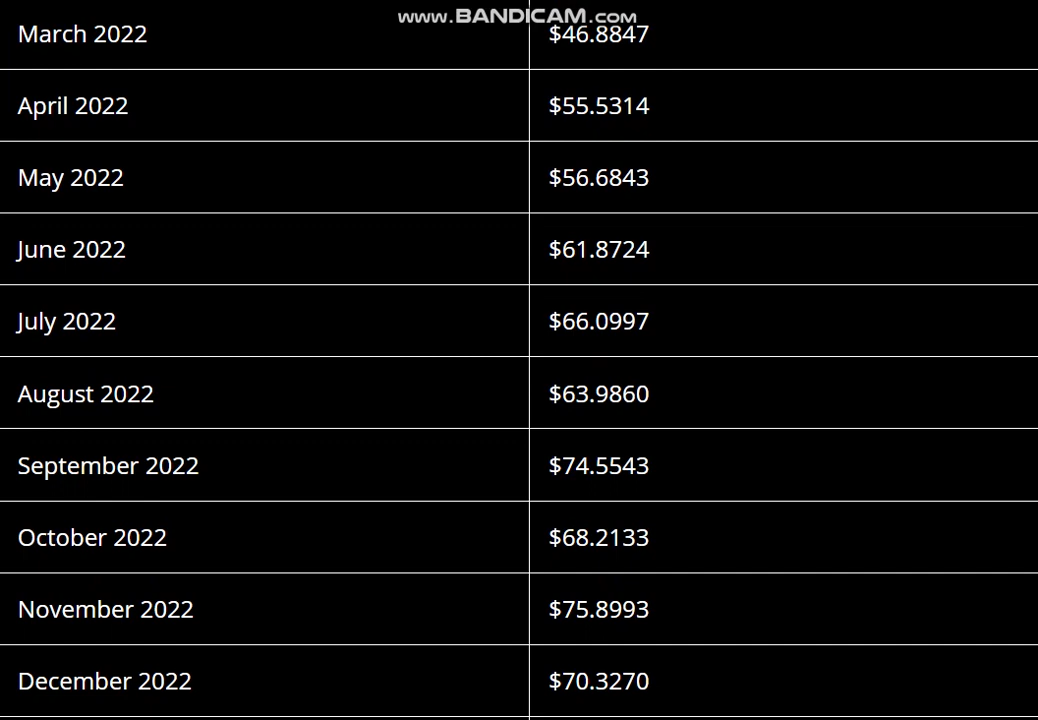 www.BANDICAM.com
March 2022 $46.8847
April 2022 $55.5314
May 2022 $56.6843
June 2022 $61.8724
July 2022 $66.0997
August 2022 $63.9860
September 2022 $74.5543
October 2022 $68.2133
November 2022 $75.8993
December 2022 $70.3270